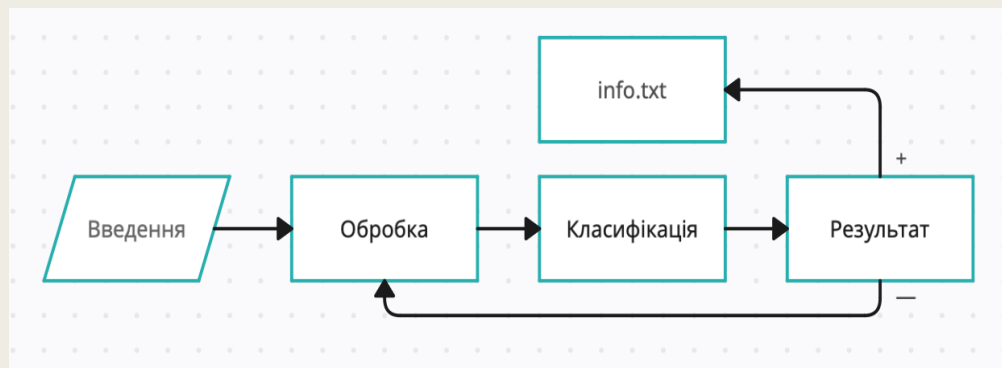 info.txt
+
Введення
Обробка
Класифікація
Результат
—